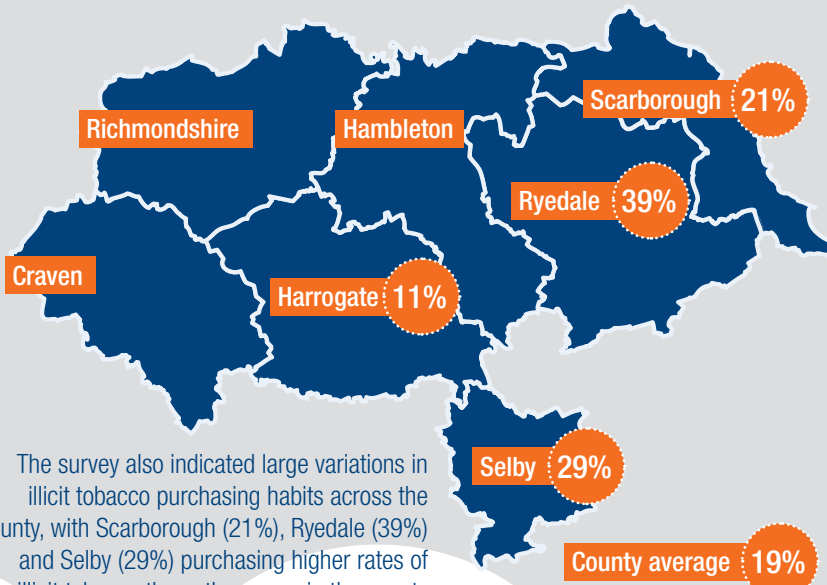 Scarborough 21%
Richmondshire
Hambleton
Ryedale 39%
Craven
Harrogate 11%
The survey also indicated large variations in
illicit tobacco purchasing habits across the
unty, with Scarborough (21%), Ryedale (39%)
and Selby (29%) purchasing higher rates of
Selby 29%
County average 19%